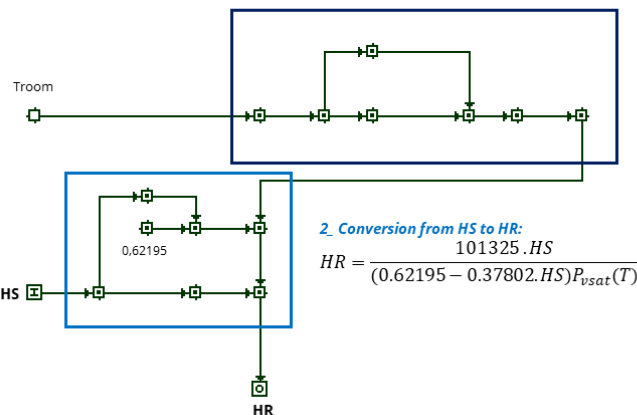 Troom
0,62195
HS
2_ Conversion from HS to HR:
HR = 101325 .HS / (0.62195 − 0.37802.HS)P_vsat(T)
HR